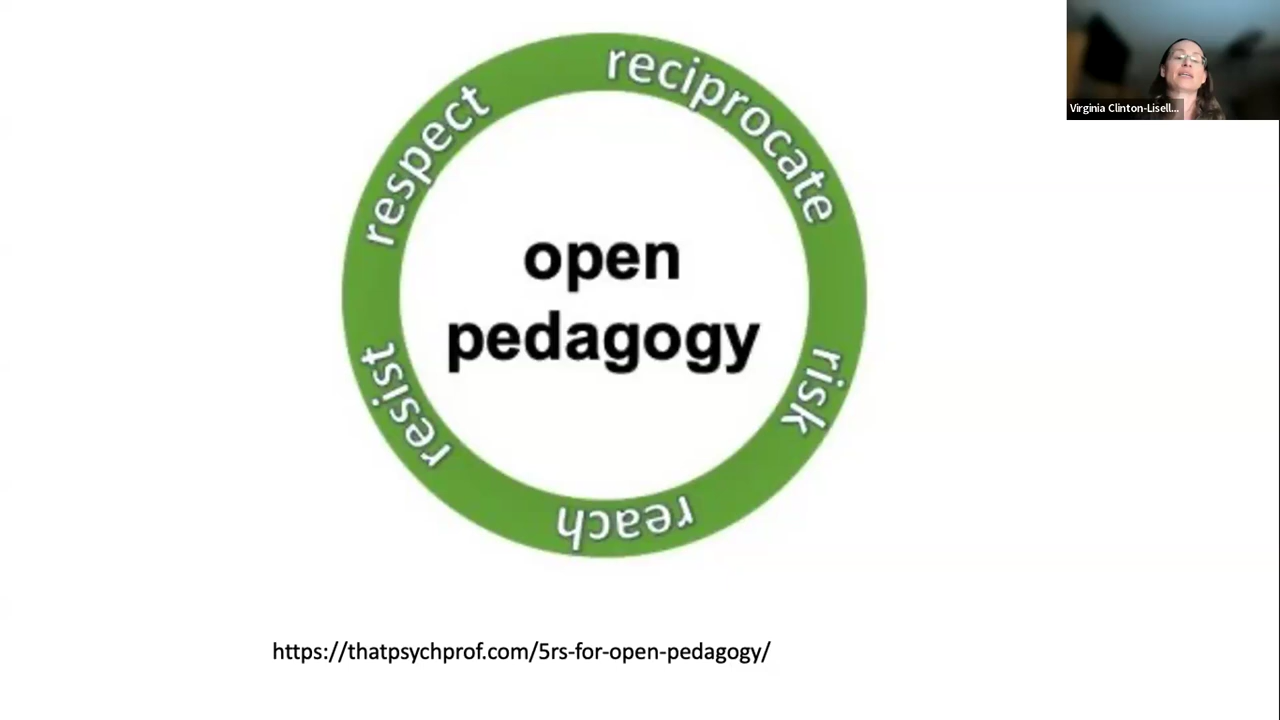 respect
reciprocate
risk
reach
resist
open
pedagogy
https://thatpsychprof.com/5rs-for-open-pedagogy/
Virginia Clinton-Lisell...